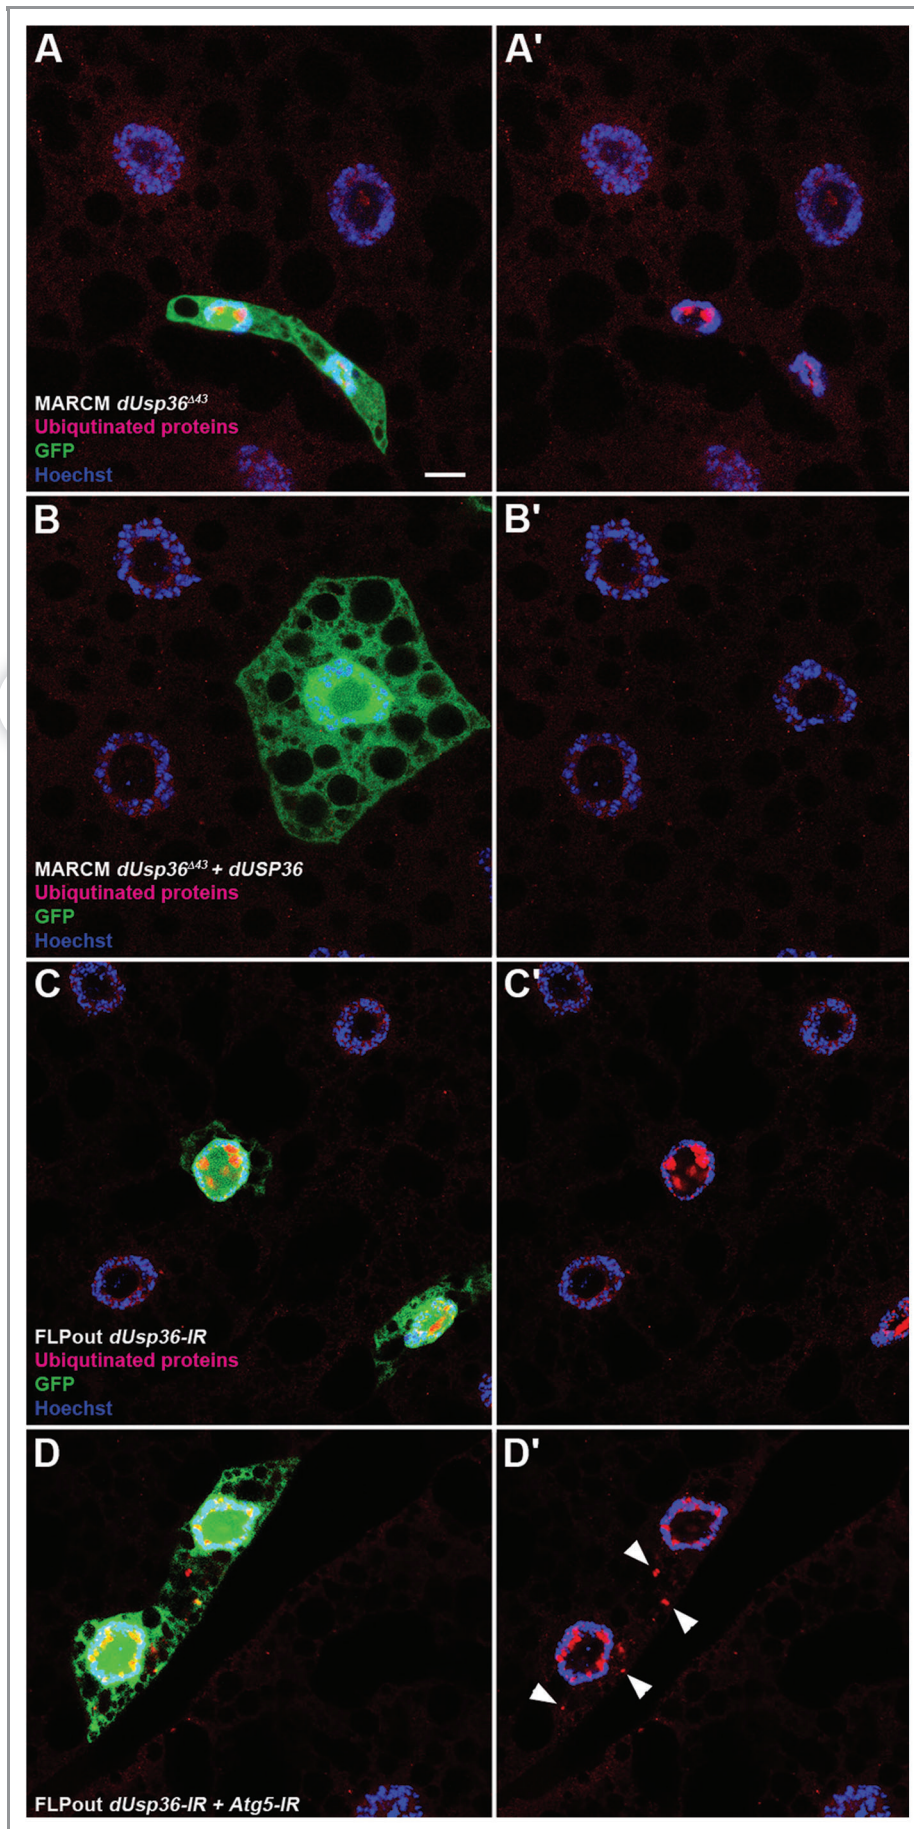 A A'
MARCM dUsp36Δ43
Ubiqutinated proteins
GFP
Hoechst
B B'
MARCM dUsp36Δ43 + dUSP36
Ubiqutinated proteins
GFP
Hoechst
C C'
FLPout dUsp36-IR
Ubiqutinated proteins
GFP
Hoechst
D D'
FLPout dUsp36-IR + Atg5-IR